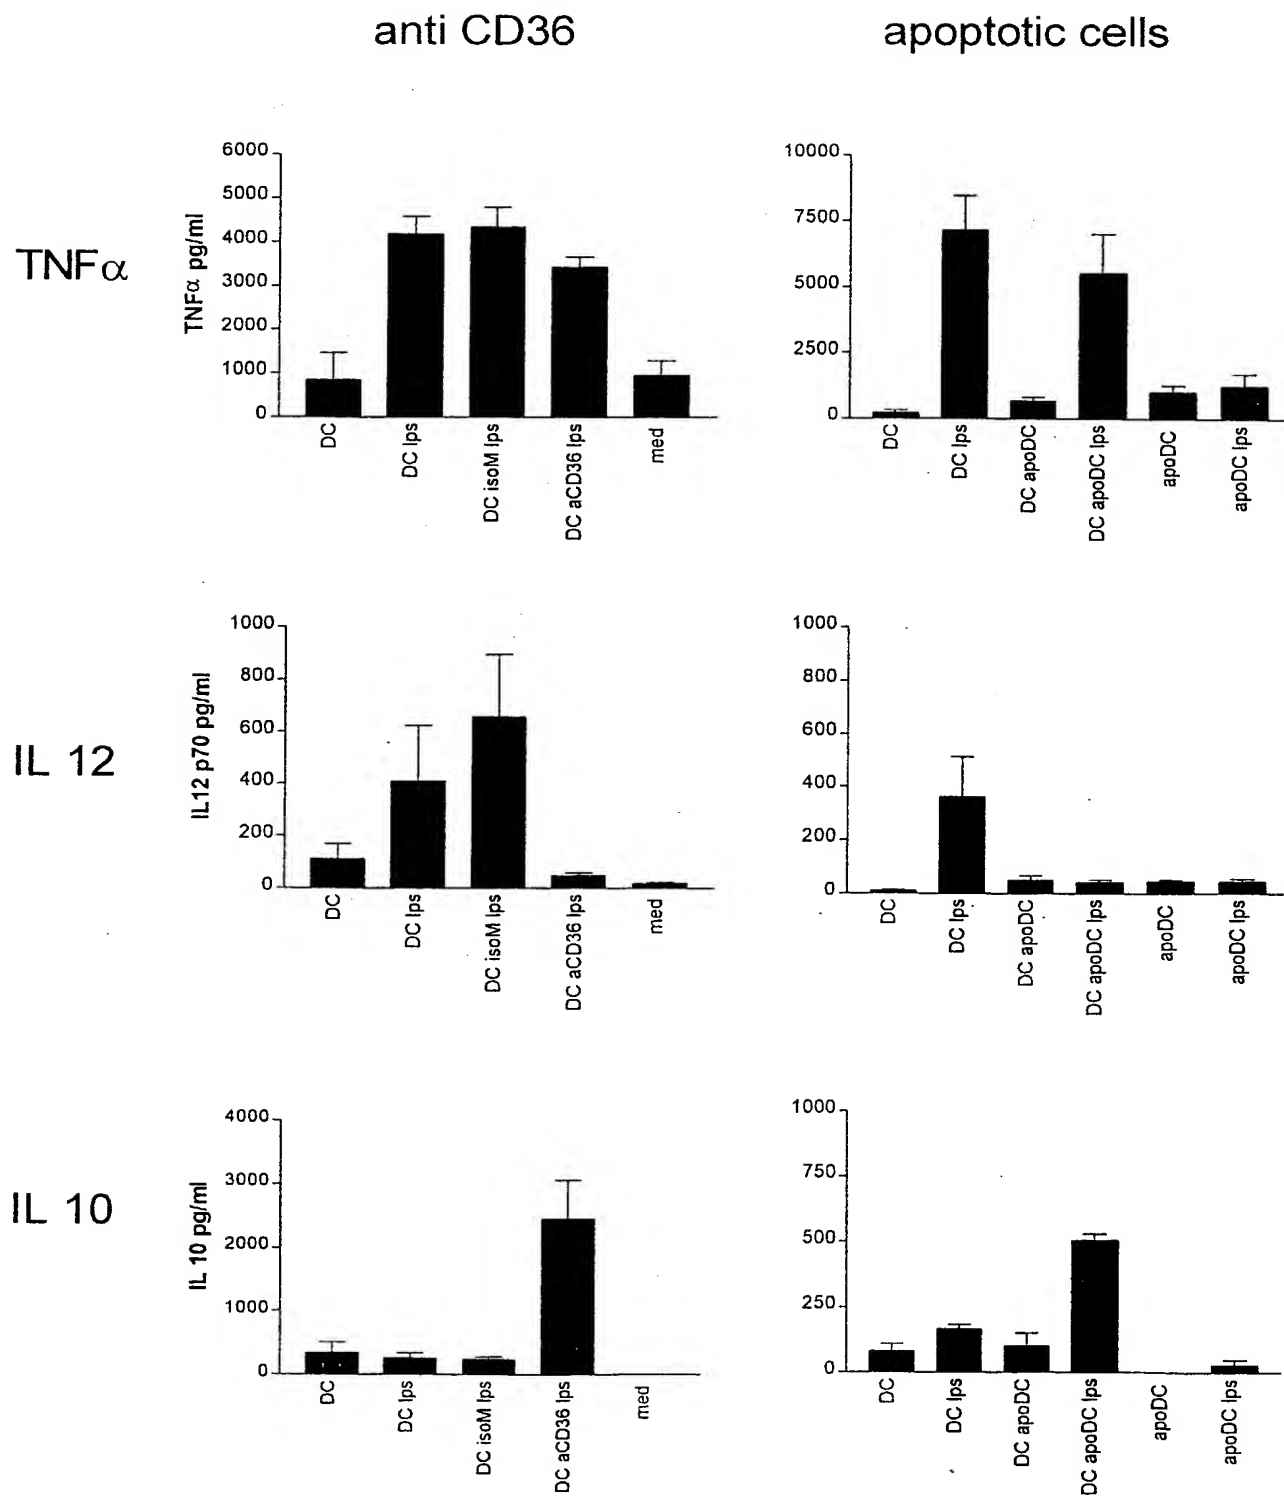 anti CD36
apoptotic cells
TNFα
TNFα pg/ml
6000
5000
4000
3000
2000
1000
0
DC
DC lps
DC isoM lps
DC aCD36 lps
med
10000
7500
5000
2500
0
DC
DC lps
DC apoDC
DC apoDC lps
apoDC
apoDC lps
IL 12
IL12 p70 pg/ml
1000
800
600
400
200
0
DC
DC lps
DC isoM lps
DC aCD36 lps
med
1000
800
600
400
200
0
DC
DC lps
DC apoDC
DC apoDC lps
apoDC
apoDC lps
IL 10
IL 10 pg/ml
4000
3000
2000
1000
0
DC
DC lps
DC isoM lps
DC aCD36 lps
med
1000
750
500
250
0
DC
DC lps
DC apoDC
DC apoDC lps
apoDC
apoDC lps